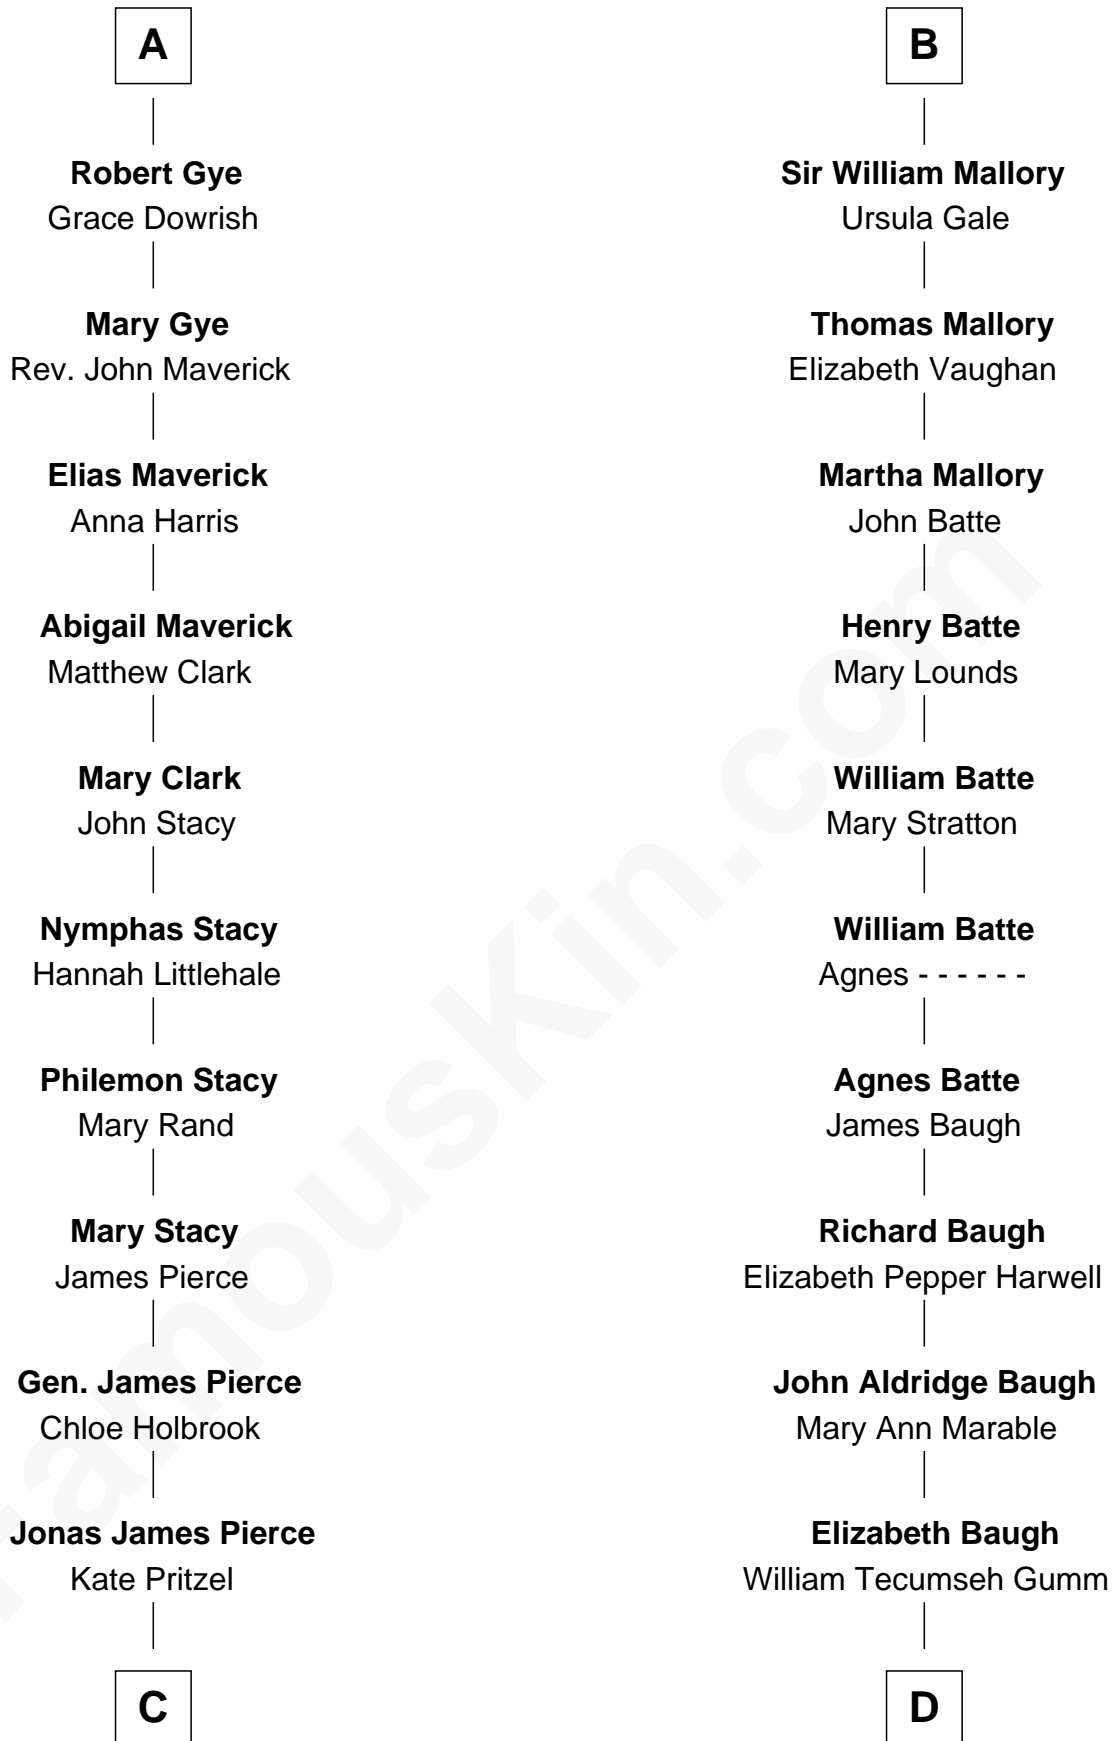 A
Robert Gye
Grace Dowrish
Mary Gye
Rev. John Maverick
Elias Maverick
Anna Harris
Abigail Maverick
Matthew Clark
Mary Clark
John Stacy
Nymphas Stacy
Hannah Littlehale
Philemon Stacy
Mary Rand
Mary Stacy
James Pierce
Gen. James Pierce
Chloe Holbrook
Jonas James Pierce
Kate Pritzel
C
B
Sir William Mallory
Ursula Gale
Thomas Mallory
Elizabeth Vaughan
Martha Mallory
John Batte
Henry Batte
Mary Lounds
William Batte
Mary Stratton
William Batte
Agnes - - - - - -
Agnes Batte
James Baugh
Richard Baugh
Elizabeth Pepper Harwell
John Aldridge Baugh
Mary Ann Marable
Elizabeth Baugh
William Tecumseh Gumm
D
FamousKin.com